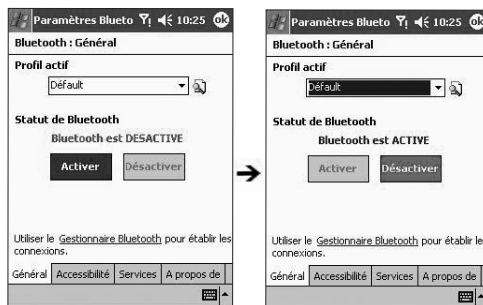 Paramètres Blueto 10:25 ok
Bluetooth : Général
Profil actif
Défault
Statut de Bluetooth
Bluetooth est DESACTIVE
Activer Désactiver
Utiliser le Gestionnaire Bluetooth pour établir les
connexions.
Général Accessibilité Services A propos de
Paramètres Blueto 10:25 ok
Bluetooth : Général
Profil actif
Défault
Statut de Bluetooth
Bluetooth est ACTIVE
Activer Désactiver
Utiliser le Gestionnaire Bluetooth pour établir le
connexions.
Général Accessibilité Services A propos de